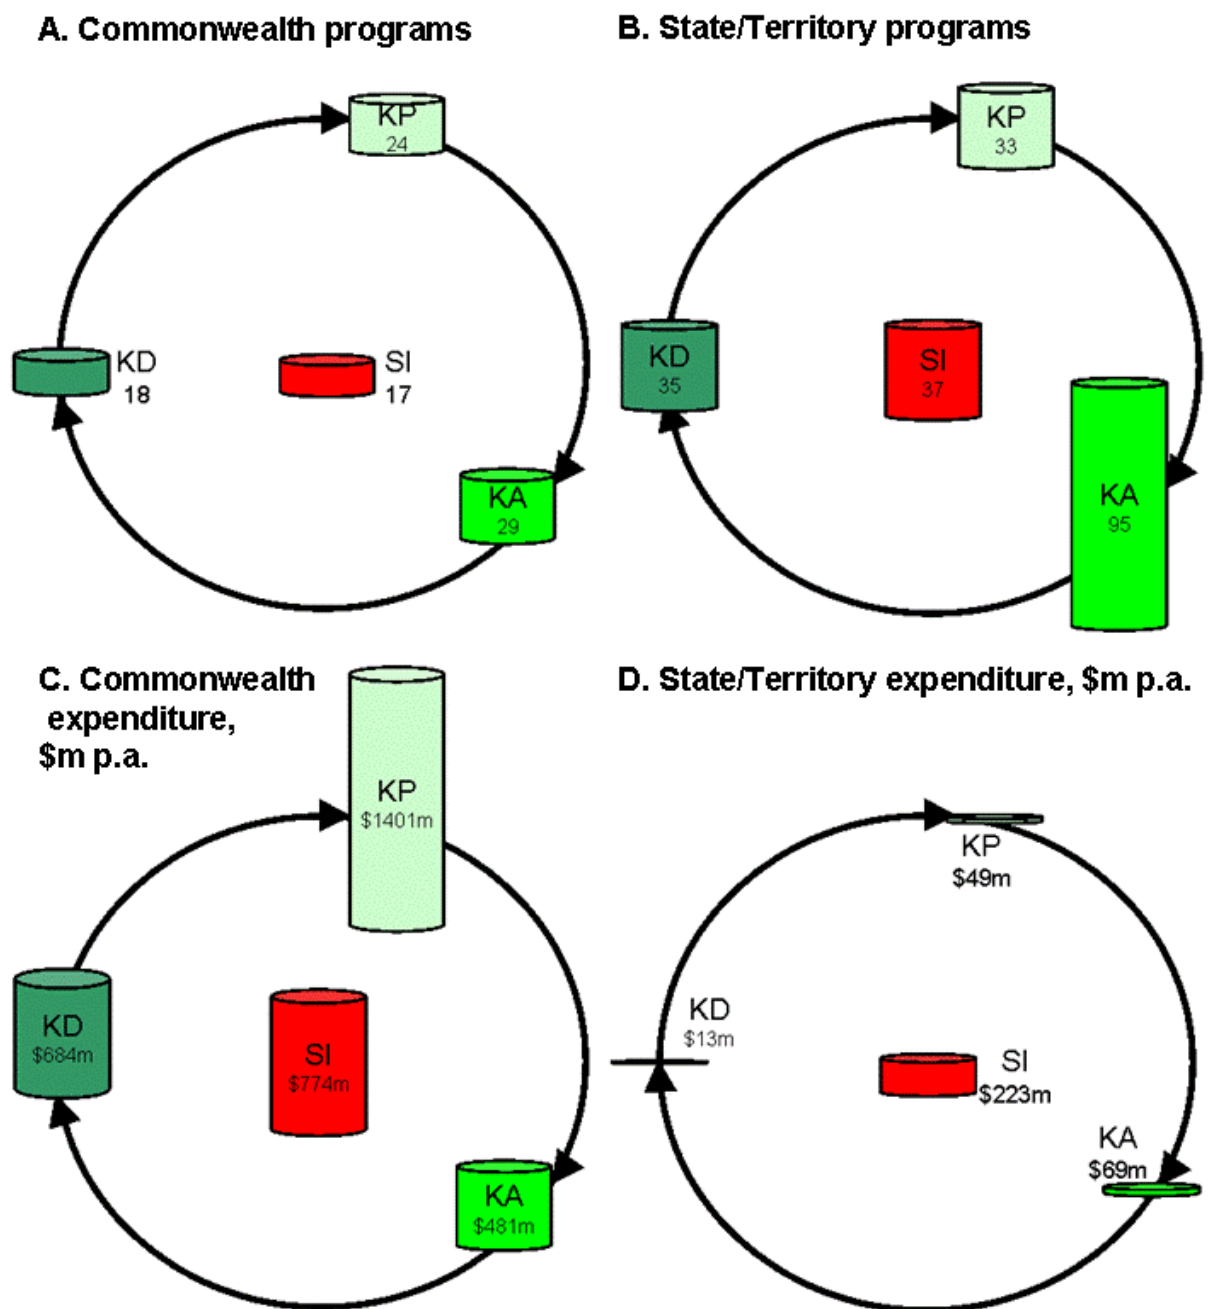 A. Commonwealth programs
KP
24
KD
18
SI
17
KA
29
B. State/Territory programs
KP
33
KD
35
SI
37
KA
95
C. Commonwealth
expenditure,
$m p.a.
KP
$1401m
KD
$684m
SI
$774m
KA
$481m
D. State/Territory expenditure, $m p.a.
KP
$49m
KD
$13m
SI
$223m
KA
$69m